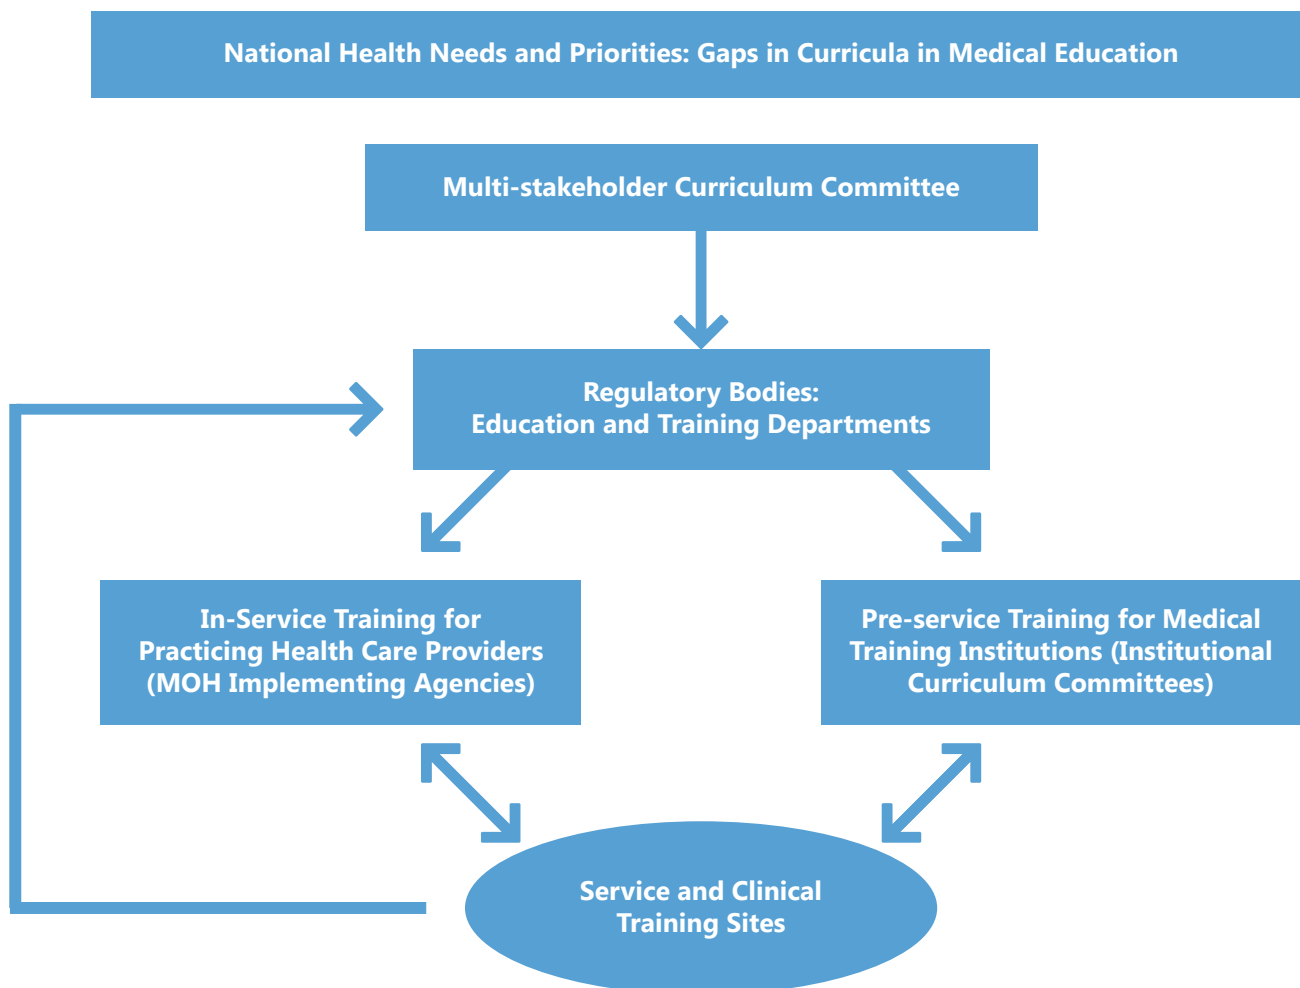 National Health Needs and Priorities: Gaps in Curricula in Medical Education
Multi-stakeholder Curriculum Committee
Regulatory Bodies:
Education and Training Departments
In-Service Training for
Practicing Health Care Providers
(MOH Implementing Agencies)
Pre-service Training for Medical
Training Institutions (Institutional
Curriculum Committees)
Service and Clinical
Training Sites